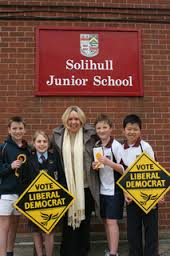 Solihull
Junior School
VOTE
LIBERAL
DEMOCRAT
VOTE
LIBERAL
DEMOCRAT